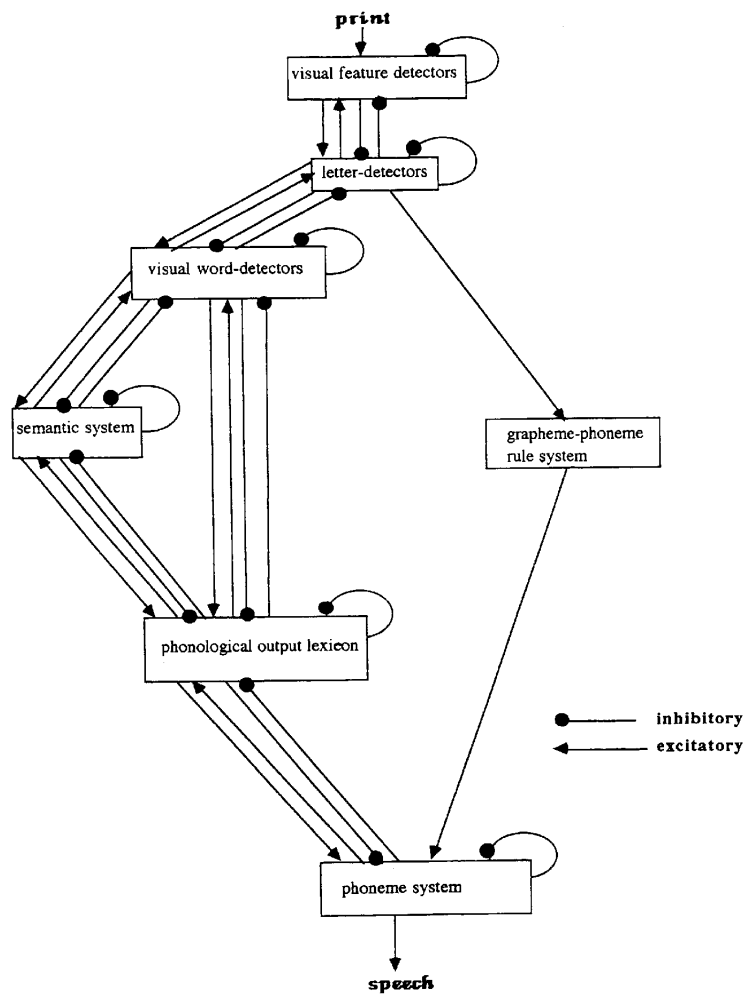 print
visual feature detectors
letter-detectors
visual word-detectors
semantic system
grapheme-phoneme
rule system
phonological output lexicon
inhibitory
excitatory
phoneme system
speech